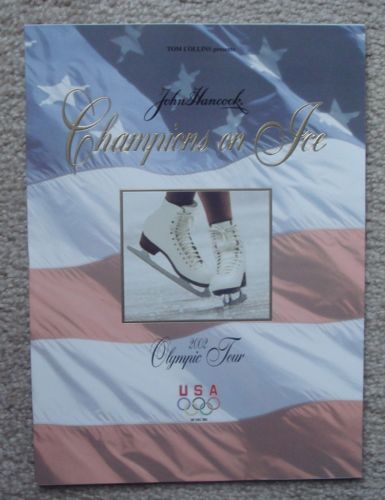 TOM COLLINS presents
John Hancock
Champions on Ice
2002
Olympic Tour
USA